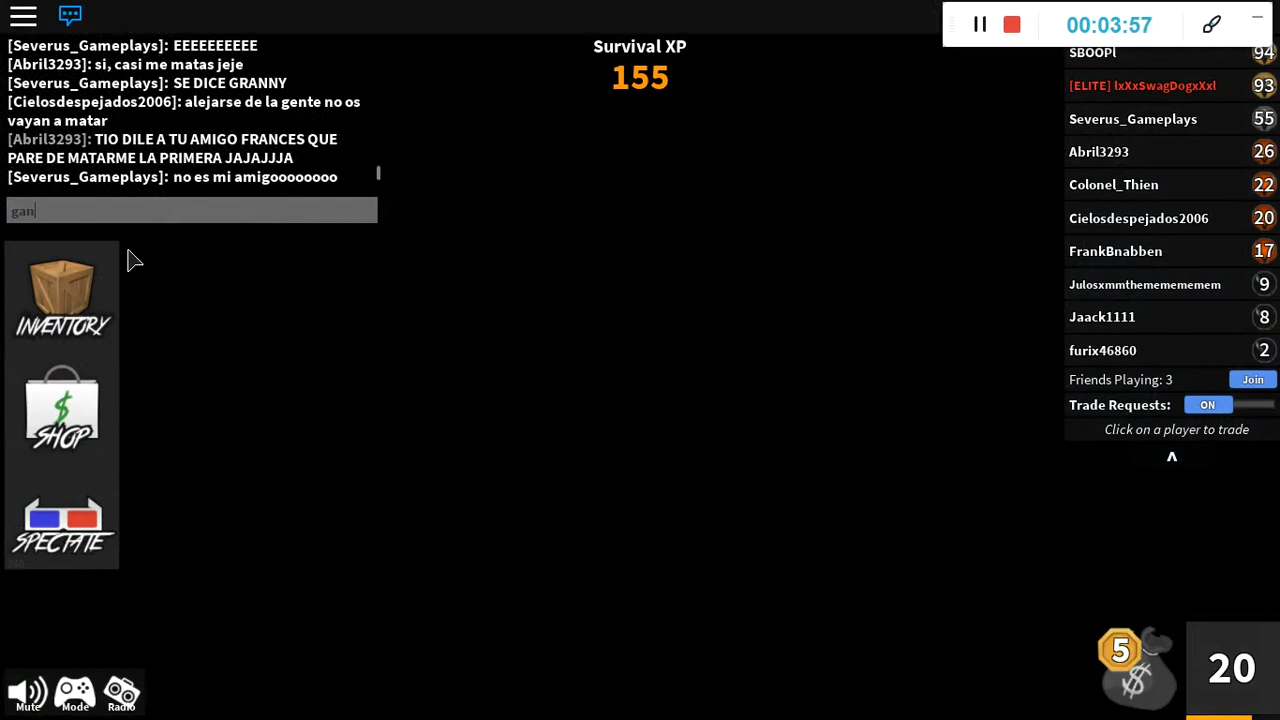 00:03:57
[Severus_Gameplays]: EEEEEEEEEE
[Abril3293]: si, casi me matas jeje
[Severus_Gameplays]: SE DICE GRANNY
[Cielosdespejados2006]: alejarse de la gente no os
vayan a matar
[Abril3293]: TIO DILE A TU AMIGO FRANCES QUE
PARE DE MATARME LA PRIMERA JAJAJJA
[Severus_Gameplays]: no es mi amigoooooooo
gan
Survival XP
155
SBOOPl 94
[ELITE] lxXxSwagDogxXxl 93
Severus_Gameplays 55
Abril3293 26
Colonel_Thien 22
Cielosdespejados2006 20
FrankBnabben 17
Julosxmmthememememem 9
Jaack1111 8
furix46860 2
Friends Playing: 3 Join
Trade Requests: ON
Click on a player to trade
INVENTORY
$
SHOP
SPECTATE
Mute Mode Radio
5
$
20